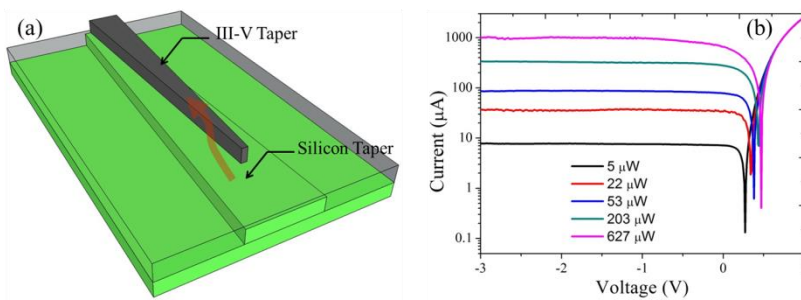 (a)
III-V Taper
Silicon Taper
(b)
1000
100
10
1
0.1
Current (μA)
5 μW
22 μW
53 μW
203 μW
627 μW
-3
-2
-1
0
Voltage (V)